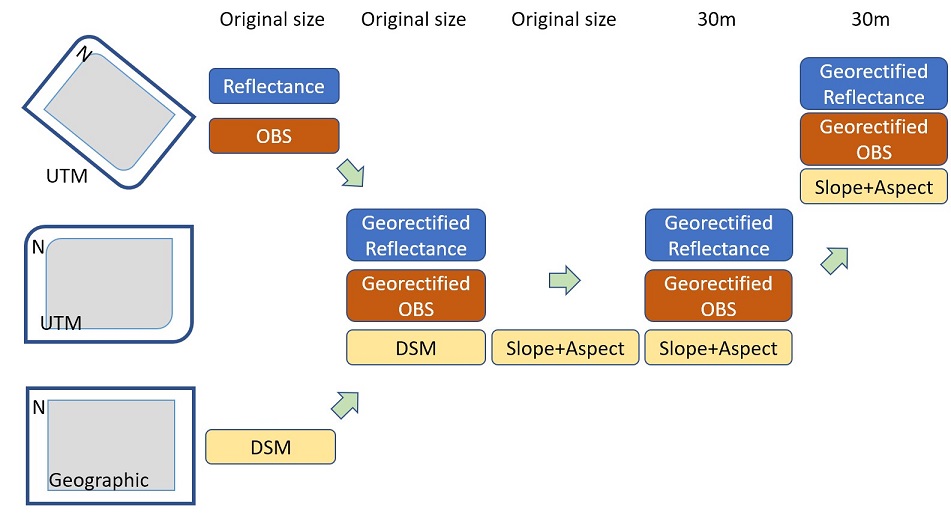 Original size
Original size
Original size
30m
30m
N
UTM
Reflectance
OBS
Georectified
Reflectance
Georectified
OBS
Slope+Aspect
N
UTM
Georectified
Reflectance
Georectified
OBS
DSM
Slope+Aspect
Georectified
Reflectance
Georectified
OBS
Slope+Aspect
N
Geographic
DSM